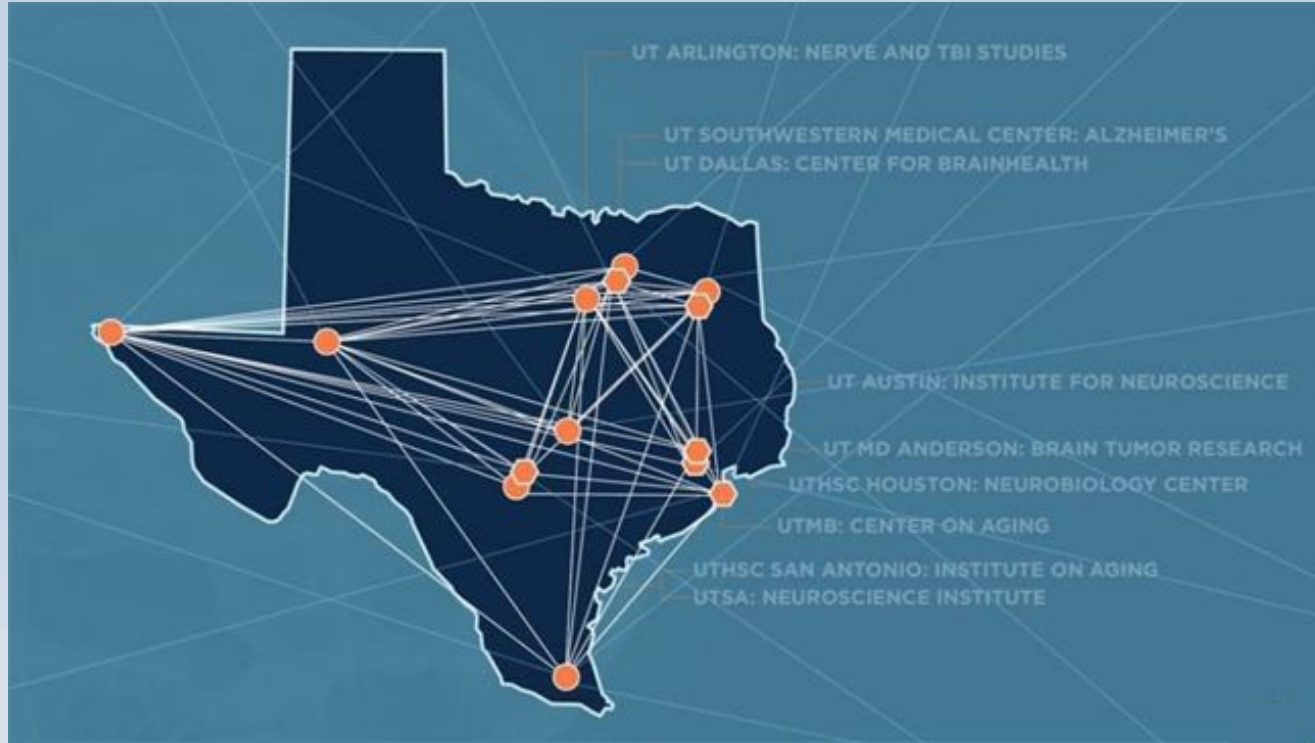 UT ARLINGTON: NERVE AND TBI STUDIES
UT SOUTHWESTERN MEDICAL CENTER: ALZHEIMER'S
UT DALLAS: CENTER FOR BRAINHEALTH
UT AUSTIN: INSTITUTE FOR NEUROSCIENCE
UT MD ANDERSON: BRAIN TUMOR RESEARCH
UTHSC HOUSTON: NEUROBIOLOGY CENTER
UTMB: CENTER ON AGING
UTHSC SAN ANTONIO: INSTITUTE ON AGING
UTSA: NEUROSCIENCE INSTITUTE